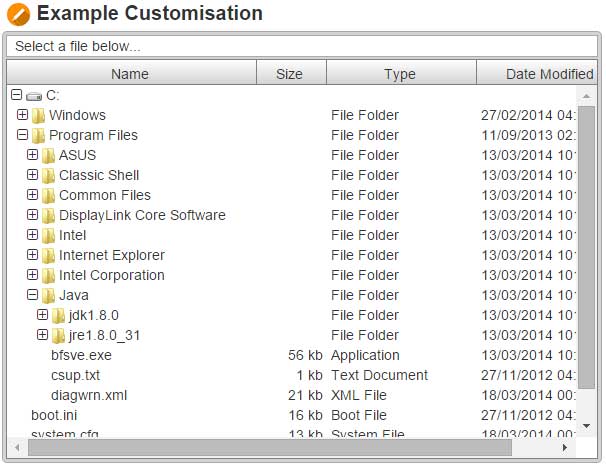 Example Customisation
Select a file below...
Name Size Type Date Modified
C:
Windows File Folder 27/02/2014 04:
Program Files File Folder 11/09/2013 02:
ASUS File Folder 13/03/2014 10:
Classic Shell File Folder 13/03/2014 10:
Common Files File Folder 13/03/2014 10:
DisplayLink Core Software File Folder 13/03/2014 10:
Intel File Folder 13/03/2014 10:
Internet Explorer File Folder 13/03/2014 10:
Intel Corporation File Folder 13/03/2014 10:
Java File Folder 13/03/2014 10:
jdk1.8.0 File Folder 13/03/2014 10:
jre1.8.0_31 File Folder 13/03/2014 10:
bfsve.exe 56 kb Application 13/03/2014 10:
csup.txt 1 kb Text Document 27/11/2012 04:
diagwrn.xml 21 kb XML File 18/03/2014 00:
boot.ini 16 kb Boot File 27/11/2012 04:
system.cfg 13 kb System File 18/03/2014 00: